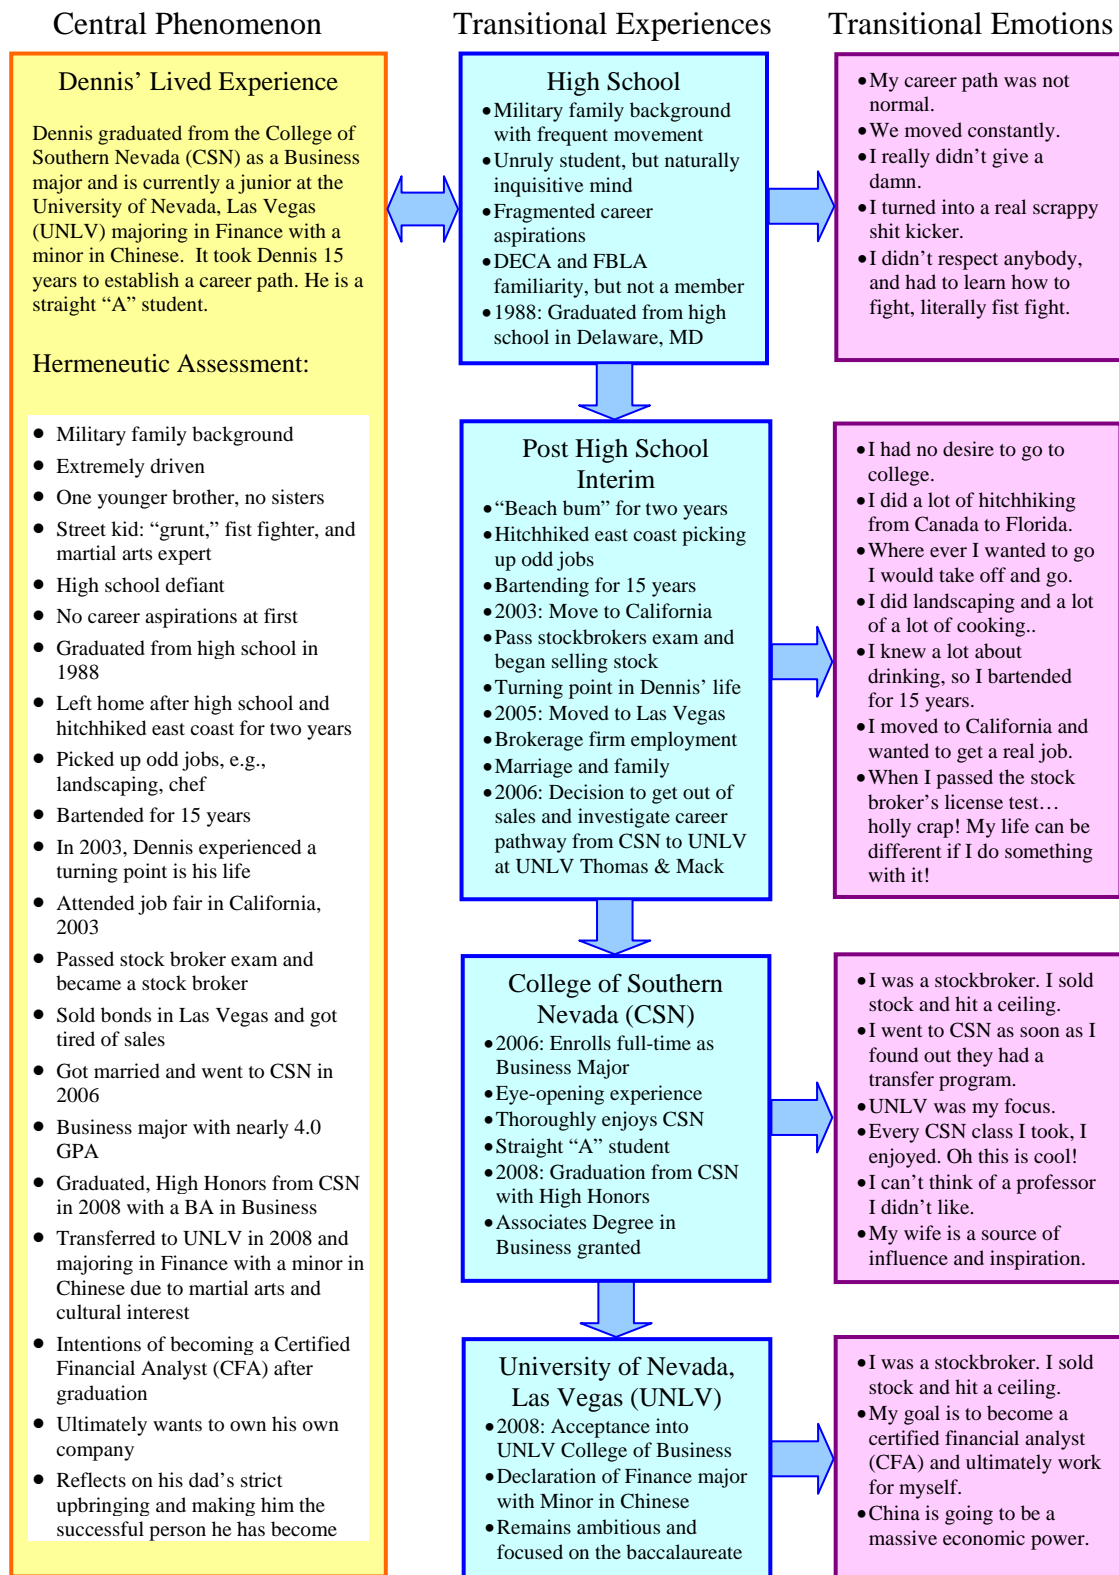 Central Phenomenon
Dennis’ Lived Experience
Dennis graduated from the College of
Southern Nevada (CSN) as a Business
major and is currently a junior at the
University of Nevada, Las Vegas
(UNLV) majoring in Finance with a
minor in Chinese.  It took Dennis 15
years to establish a career path. He is a
straight “A” student.
Hermeneutic Assessment:
• Military family background
• Extremely driven
• One younger brother, no sisters
• Street kid: “grunt,” fist fighter, and
martial arts expert
• High school defiant
• No career aspirations at first
• Graduated from high school in
1988
• Left home after high school and
hitchhiked east coast for two years
• Picked up odd jobs, e.g.,
landscaping, chef
• Bartended for 15 years
• In 2003, Dennis experienced a
turning point is his life
• Attended job fair in California,
2003
• Passed stock broker exam and
became a stock broker
• Sold bonds in Las Vegas and got
tired of sales
• Got married and went to CSN in
2006
• Business major with nearly 4.0
GPA
• Graduated, High Honors from CSN
in 2008 with a BA in Business
• Transferred to UNLV in 2008 and
majoring in Finance with a minor in
Chinese due to martial arts and
cultural interest
• Intentions of becoming a Certified
Financial Analyst (CFA) after
graduation
• Ultimately wants to own his own
company
• Reflects on his dad’s strict
upbringing and making him the
successful person he has become
Transitional Experiences
High School
• Military family background
with frequent movement
• Unruly student, but naturally
inquisitive mind
• Fragmented career
aspirations
• DECA and FBLA
familiarity, but not a member
• 1988: Graduated from high
school in Delaware, MD
Post High School
Interim
• “Beach bum” for two years
• Hitchhiked east coast picking
up odd jobs
• Bartending for 15 years
• 2003: Move to California
• Pass stockbrokers exam and
began selling stock
• Turning point in Dennis’ life
• 2005: Moved to Las Vegas
• Brokerage firm employment
• Marriage and family
• 2006: Decision to get out of
sales and investigate career
pathway from CSN to UNLV
at UNLV Thomas & Mack
College of Southern
Nevada (CSN)
• 2006: Enrolls full-time as
Business Major
• Eye-opening experience
• Thoroughly enjoys CSN
• Straight “A” student
• 2008: Graduation from CSN
with High Honors
• Associates Degree in
Business granted
University of Nevada,
Las Vegas (UNLV)
• 2008: Acceptance into
UNLV College of Business
• Declaration of Finance major
with Minor in Chinese
• Remains ambitious and
focused on the baccalaureate
Transitional Emotions
• My career path was not
normal.
• We moved constantly.
• I really didn’t give a
damn.
• I turned into a real scrappy
shit kicker.
• I didn’t respect anybody,
and had to learn how to
fight, literally fist fight.
• I had no desire to go to
college.
• I did a lot of hitchhiking
from Canada to Florida.
• Where ever I wanted to go
I would take off and go.
• I did landscaping and a lot
of a lot of cooking..
• I knew a lot about
drinking, so I bartended
for 15 years.
• I moved to California and
wanted to get a real job.
• When I passed the stock
broker’s license test…
holly crap! My life can be
different if I do something
with it!
• I was a stockbroker. I sold
stock and hit a ceiling.
• I went to CSN as soon as I
found out they had a
transfer program.
• UNLV was my focus.
• Every CSN class I took, I
enjoyed. Oh this is cool!
• I can’t think of a professor
I didn’t like.
• My wife is a source of
influence and inspiration.
• I was a stockbroker. I sold
stock and hit a ceiling.
• My goal is to become a
certified financial analyst
(CFA) and ultimately work
for myself.
• China is going to be a
massive economic power.